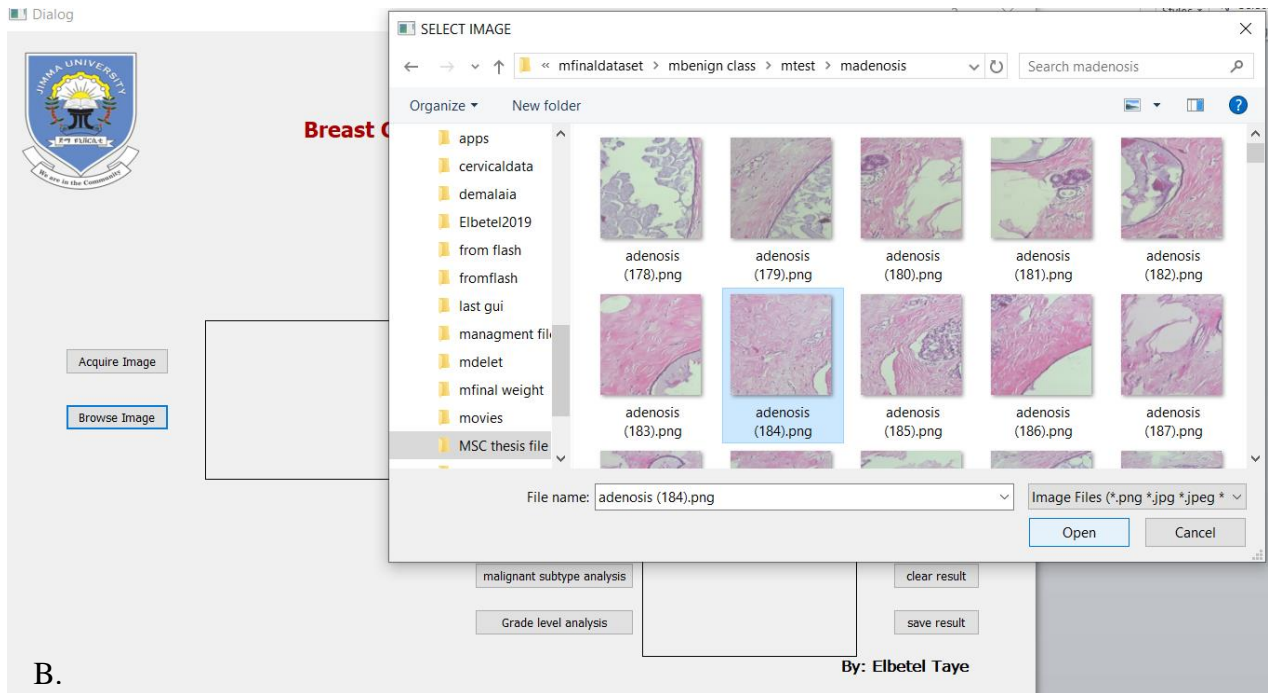 Dialog
SELECT IMAGE
« mfinaldataset > mbenign class > mtest > madenosis
Search madenosis
Organize
New folder
JIMMA UNIVERSITY
We are in the Community
Breast
apps
cervicaldata
demalaia
Elbetel2019
from flash
fromflash
last gui
managment
mdelet
mfinal weight
movies
MSC thesis file
adenosis
(178).png
adenosis
(179).png
adenosis
(180).png
adenosis
(181).png
adenosis
(182).png
adenosis
(183).png
adenosis
(184).png
adenosis
(185).png
adenosis
(186).png
adenosis
(187).png
Acquire Image
Browse Image
File name: adenosis (184).png
Image Files (*.png *.jpg *.jpeg *
Open
Cancel
malignant subtype analysis
clear result
Grade level analysis
save result
By: Elbetel Taye
B.